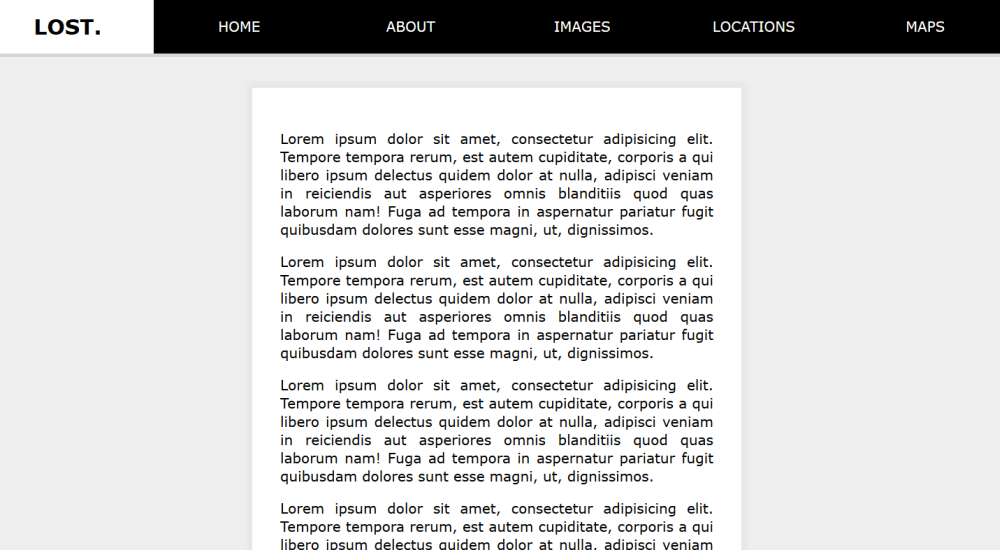 LOST.
HOME
ABOUT
IMAGES
LOCATIONS
MAPS
Lorem ipsum dolor sit amet, consectetur adipisicing elit.
Tempore tempora rerum, est autem cupiditate, corporis a qui
libero ipsum delectus quidem dolor at nulla, adipisci veniam
in reiciendis aut asperiores omnis blanditiis quod quas
laborum nam! Fuga ad tempora in aspernatur pariatur fugit
quibusdam dolores sunt esse magni, ut, dignissimos.
Lorem ipsum dolor sit amet, consectetur adipisicing elit.
Tempore tempora rerum, est autem cupiditate, corporis a qui
libero ipsum delectus quidem dolor at nulla, adipisci veniam
in reiciendis aut asperiores omnis blanditiis quod quas
laborum nam! Fuga ad tempora in aspernatur pariatur fugit
quibusdam dolores sunt esse magni, ut, dignissimos.
Lorem ipsum dolor sit amet, consectetur adipisicing elit.
Tempore tempora rerum, est autem cupiditate, corporis a qui
libero ipsum delectus quidem dolor at nulla, adipisci veniam
in reiciendis aut asperiores omnis blanditiis quod quas
laborum nam! Fuga ad tempora in aspernatur pariatur fugit
quibusdam dolores sunt esse magni, ut, dignissimos.
Lorem ipsum dolor sit amet, consectetur adipisicing elit.
Tempore tempora rerum, est autem cupiditate, corporis a qui
libero ipsum delectus quidem dolor at nulla, adipisci veniam